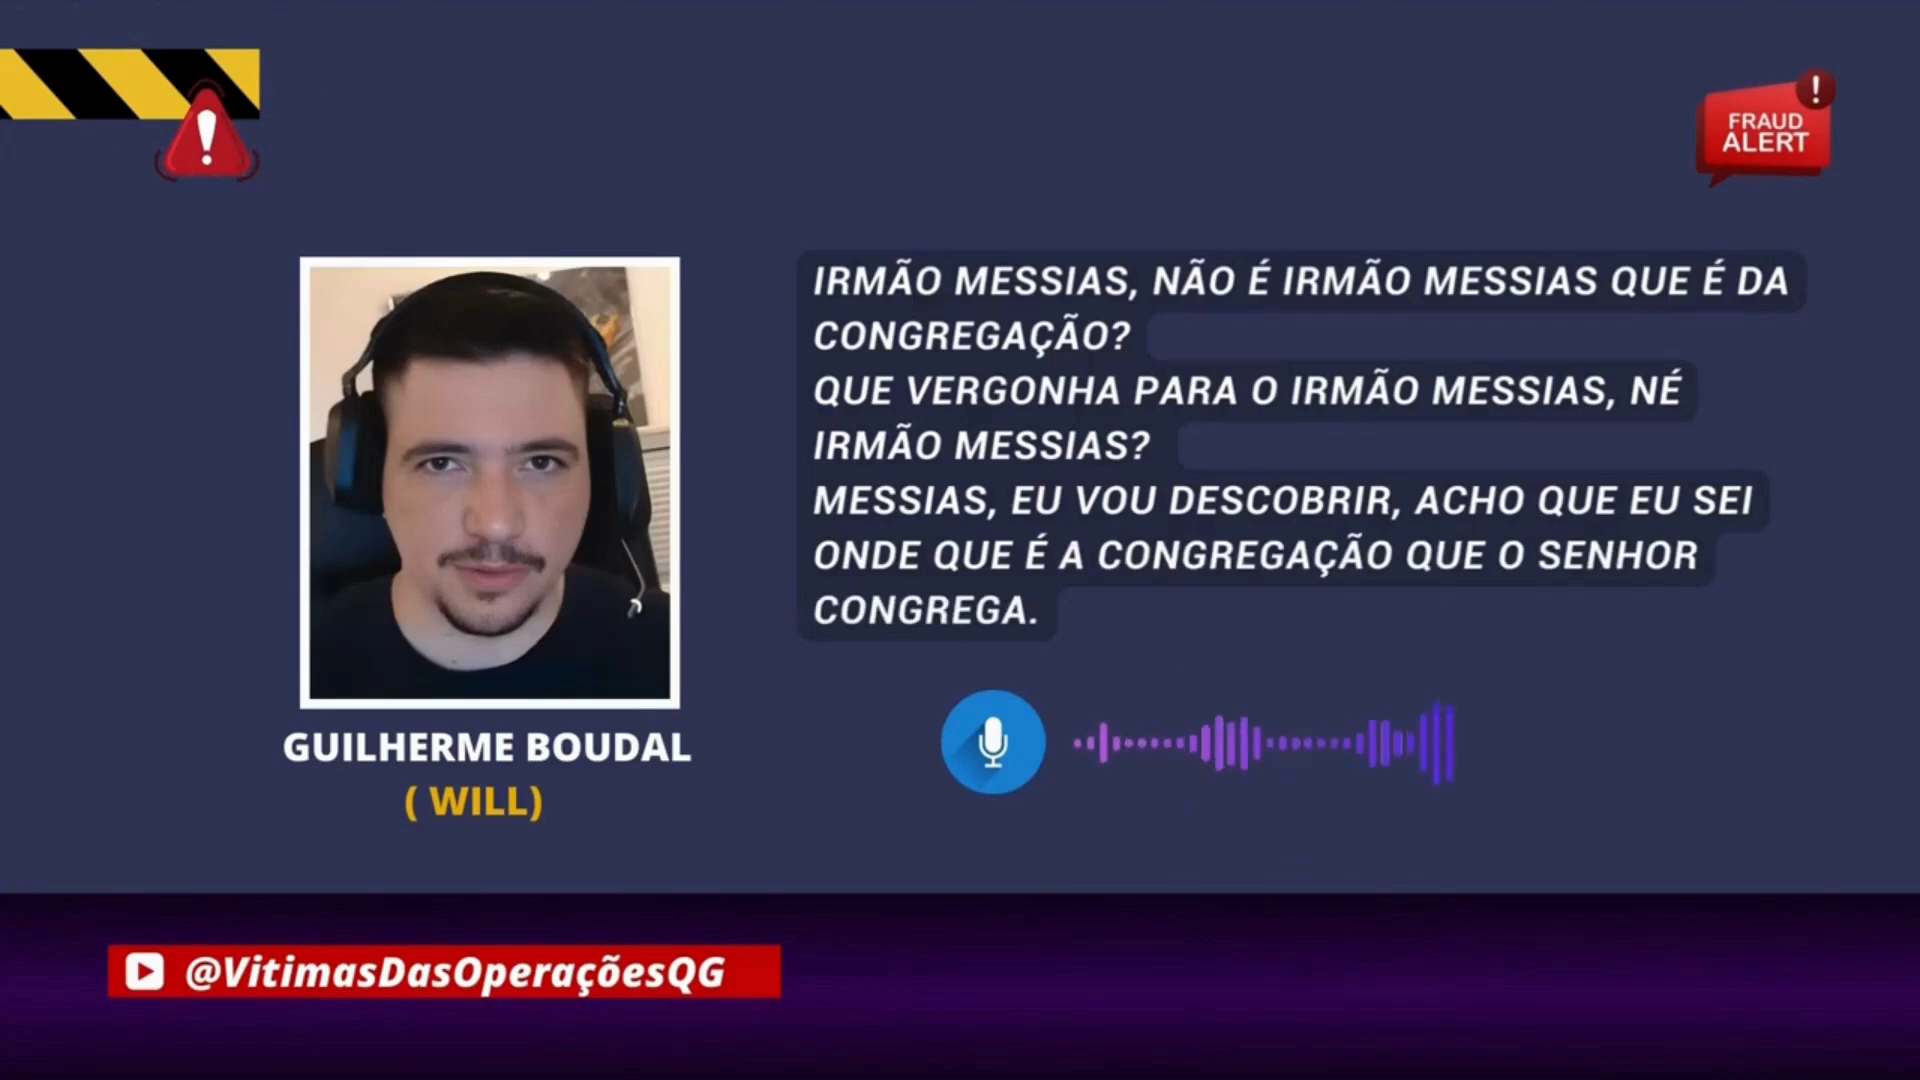 FRAUD
ALERT
IRMÃO MESSIAS, NÃO É IRMÃO MESSIAS QUE É DA
CONGREGAÇÃO?
QUE VERGONHA PARA O IRMÃO MESSIAS, NÉ
IRMÃO MESSIAS?
MESSIAS, EU VOU DESCOBRIR, ACHO QUE EU SEI
ONDE QUE É A CONGREGAÇÃO QUE O SENHOR
CONGREGA.
GUILHERME BOUDAL
( WILL)
@VitimasDasOperaçõesQG